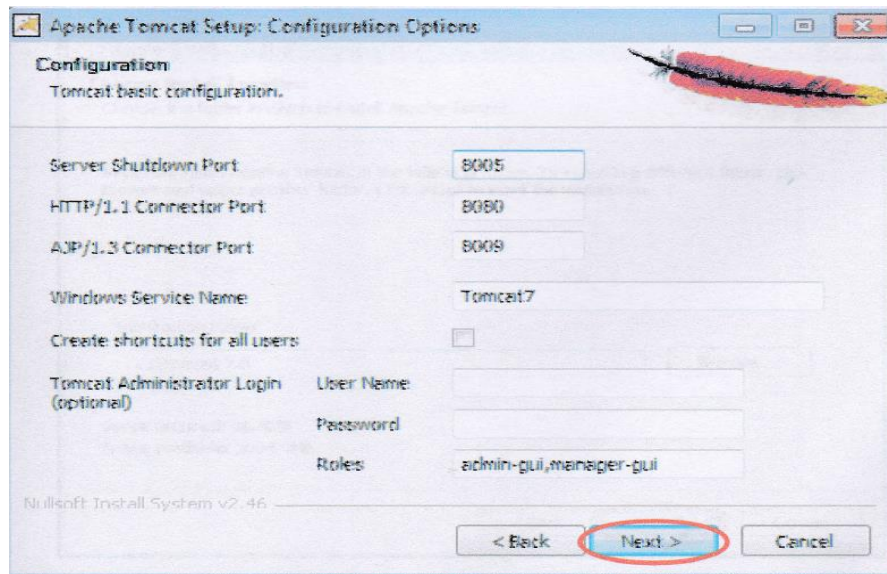 Apache Tomcat Setup: Configuration Options
Configuration
Tomcat basic configuration.
Server Shutdown Port 8005
HTTP/1.1 Connector Port 8080
AJP/1.3 Connector Port 8009
Windows Service Name Tomcat7
Create shortcuts for all users
Tomcat Administrator Login User Name
(optional)
Password
Roles admin-gui,manager-gui
Nullsoft Install System v2.46
< Back Next > Cancel